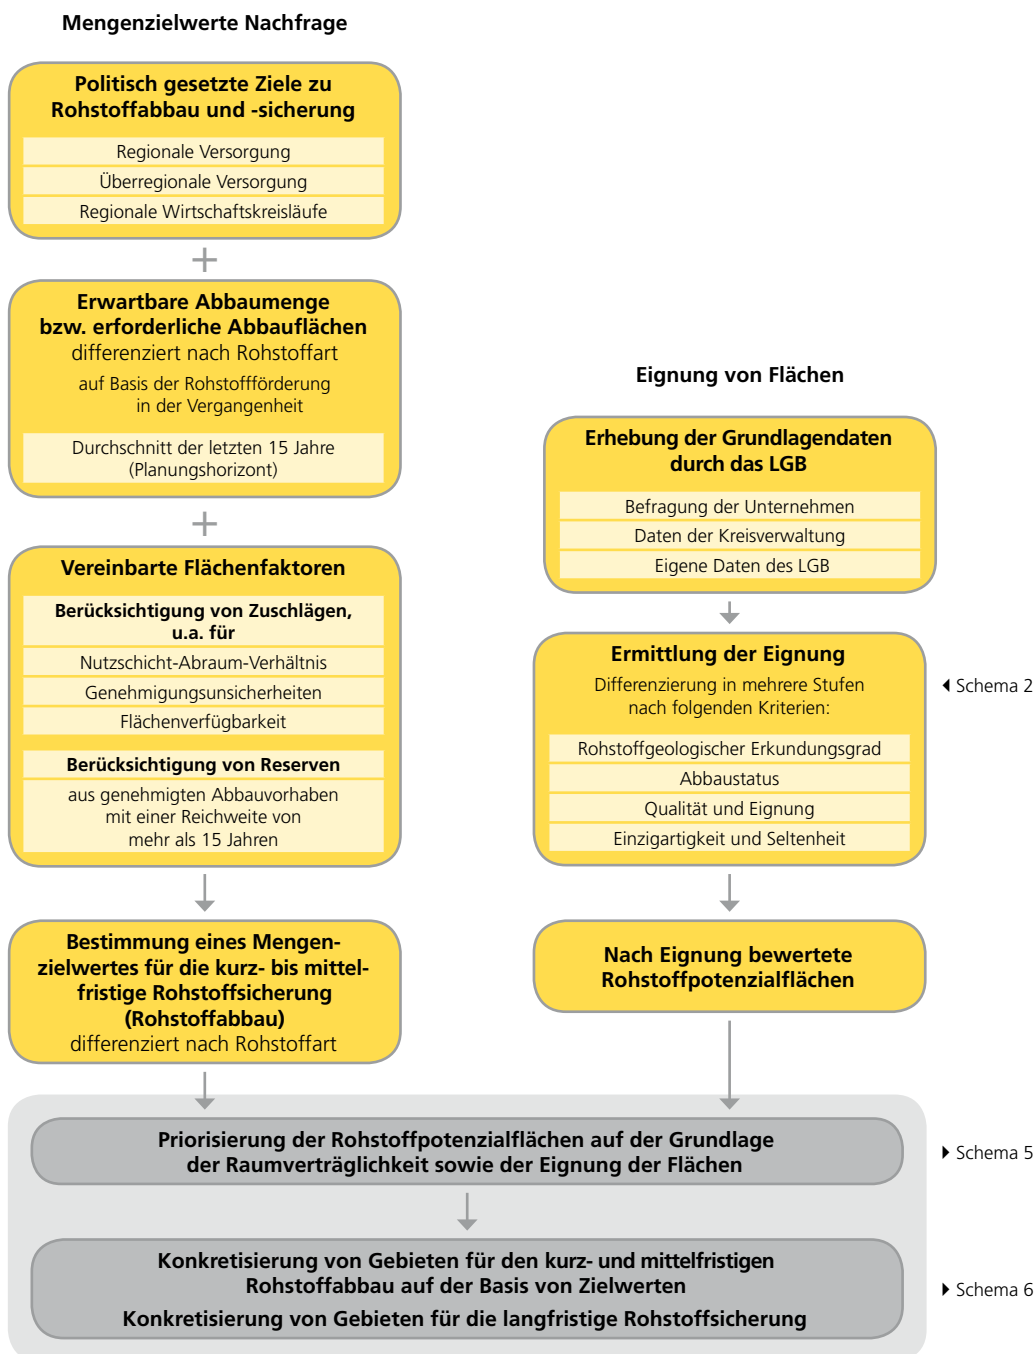 Mengenzielwerte Nachfrage
Politisch gesetzte Ziele zu
Rohstoffabbau und -sicherung
Regionale Versorgung
Überregionale Versorgung
Regionale Wirtschaftskreisläufe
+
Erwartbare Abbaumenge
bzw. erforderliche Abbauflächen
differenziert nach Rohstoffart
auf Basis der Rohstoffförderung
in der Vergangenheit
Durchschnitt der letzten 15 Jahre
(Planungshorizont)
+
Vereinbarte Flächenfaktoren
Berücksichtigung von Zuschlägen,
u.a. für
Nutzschicht-Abraum-Verhältnis
Genehmigungsunsicherheiten
Flächenverfügbarkeit
Berücksichtigung von Reserven
aus genehmigten Abbauvorhaben
mit einer Reichweite von
mehr als 15 Jahren
Bestimmung eines Mengen-
zielwertes für die kurz- bis mittel-
fristige Rohstoffsicherung
(Rohstoffabbau)
differenziert nach Rohstoffart
Eignung von Flächen
Erhebung der Grundlagendaten
durch das LGB
Befragung der Unternehmen
Daten der Kreisverwaltung
Eigene Daten des LGB
Ermittlung der Eignung
Differenzierung in mehrere Stufen
nach folgenden Kriterien:
Rohstoffgeologischer Erkundungsgrad
Abbaustatus
Qualität und Eignung
Einzigartigkeit und Seltenheit
Schema 2
Nach Eignung bewertete
Rohstoffpotenzialflächen
Priorisierung der Rohstoffpotenzialflächen auf der Grundlage
der Raumverträglichkeit sowie der Eignung der Flächen
Schema 5
Konkretisierung von Gebieten für den kurz- und mittelfristigen
Rohstoffabbau auf der Basis von Zielwerten
Konkretisierung von Gebieten für die langfristige Rohstoffsicherung
Schema 6